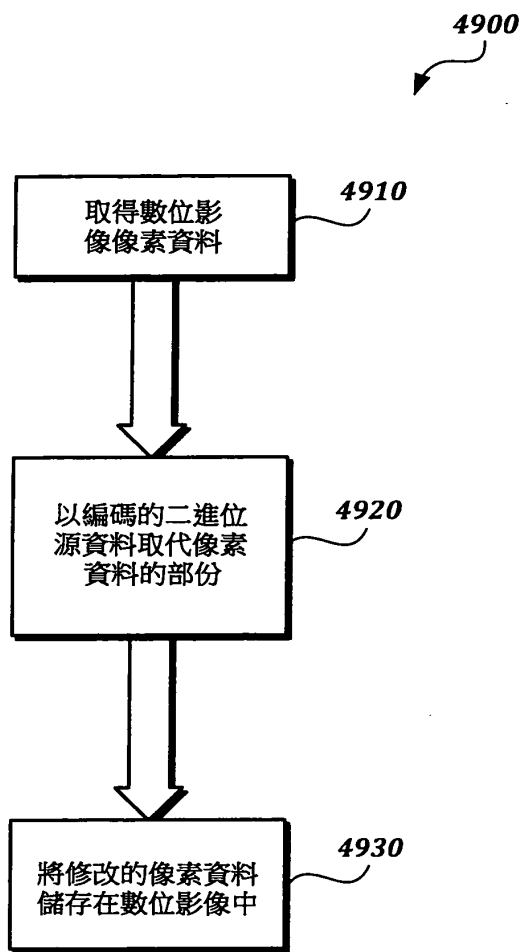 4900
取得數位影
像像素資料
4910
以編碼的二進位
源資料取代像素
資料的部份
4920
將修改的像素資料
儲存在數位影像中
4930